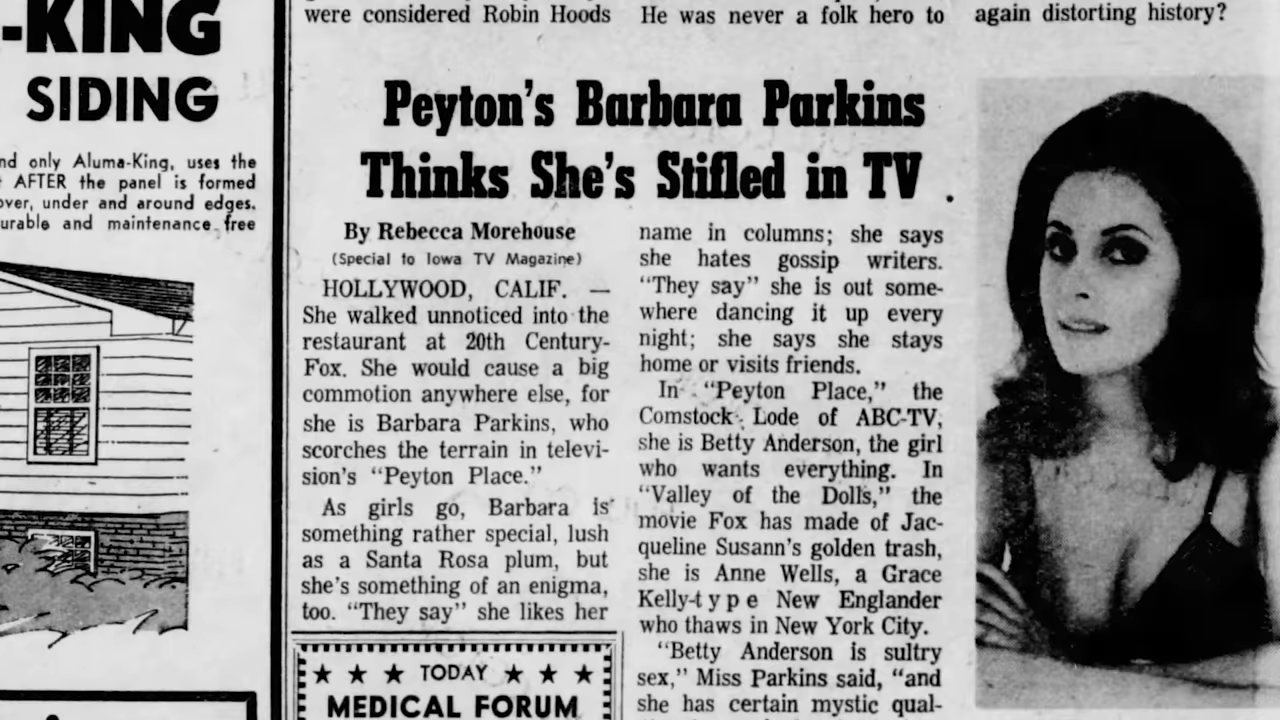 -KING
SIDING
nd only Aluma-King, uses the
AFTER the panel is formed
over, under and around edges.
urable and maintenance free
were considered Robin Hoods
He was never a folk hero to
again distorting history?
Peyton's Barbara Parkins
Thinks She's Stifled in TV
By Rebecca Morehouse
(Special to Iowa TV Magazine)
HOLLYWOOD, CALIF. —
She walked unnoticed into the
restaurant at 20th Century-
Fox. She would cause a big
commotion anywhere else, for
she is Barbara Parkins, who
scorches the terrain in televi-
sion's "Peyton Place."
As girls go, Barbara is
something rather special, lush
as a Santa Rosa plum, but
she's something of an enigma,
too. "They say" she likes her
★ ★ ★ TODAY ★ ★ ★
MEDICAL FORUM
name in columns; she says
she hates gossip writers.
"They say" she is out some-
where dancing it up every
night; she says she stays
home or visits friends.
In "Peyton Place," the
Comstock Lode of ABC-TV,
she is Betty Anderson, the girl
who wants everything. In
"Valley of the Dolls," the
movie Fox has made of Jac-
queline Susann's golden trash,
she is Anne Wells, a Grace
Kelly-t y p e New Englander
who thaws in New York City.
"Betty Anderson is sultry
sex," Miss Parkins said, "and
she has certain mystic qual-